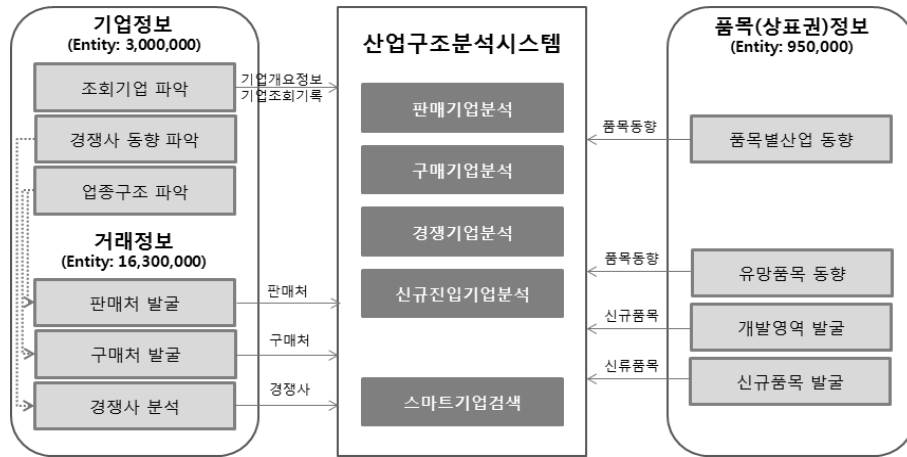 기업정보
(Entity: 3,000,000)
조회기업 파악
경쟁사 동향 파악
업종구조 파악
거래정보
(Entity: 16,300,000)
판매처 발굴
구매처 발굴
경쟁사 분석
기업개요정보
기업조회기록
판매처
구매처
경쟁사
산업구조분석시스템
판매기업분석
구매기업분석
경쟁기업분석
신규진입기업분석
스마트기업검색
품목동향
품목동향
신규품목
신류품목
품목(상표권)정보
(Entity: 950,000)
품목별산업 동향
유망품목 동향
개발영역 발굴
신규품목 발굴